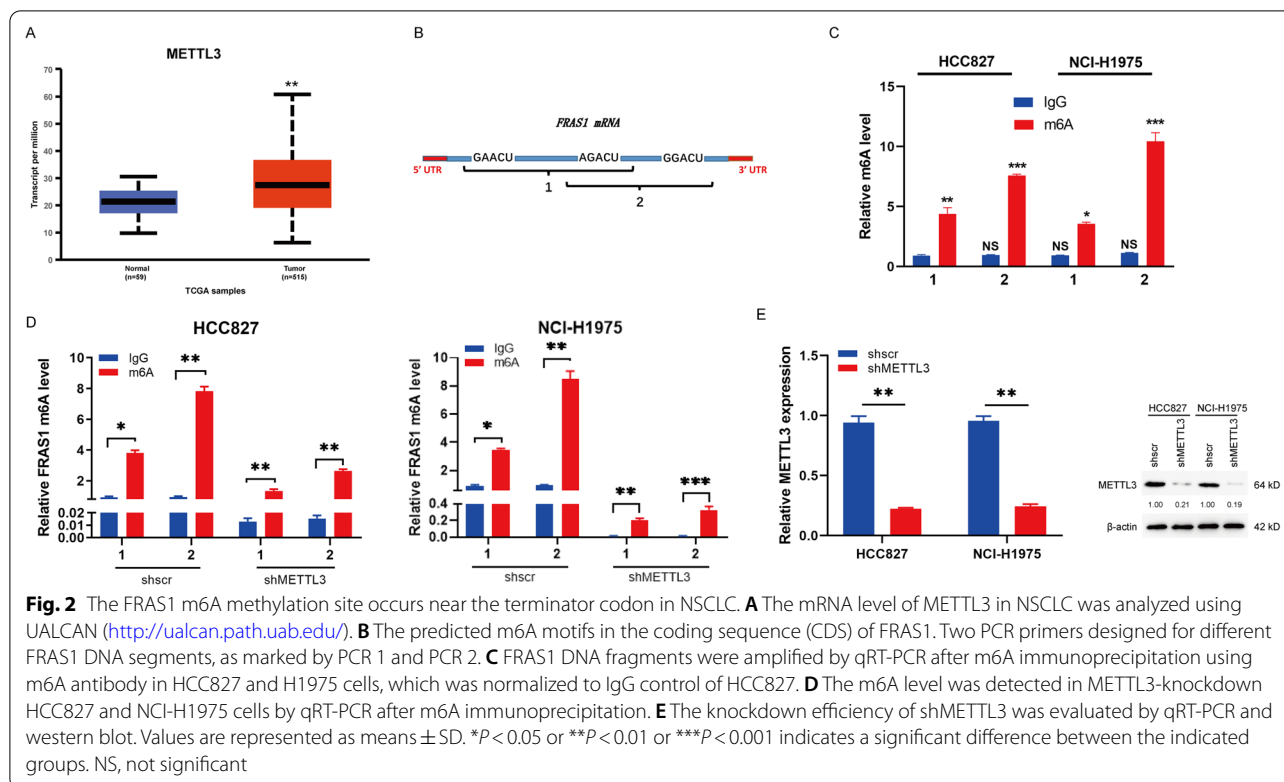 A
METTL3
**
Transcript per million
70
60
50
40
30
20
10
0
Normal
(n=59)
Tumor
(n=515)
TCGA samples
B
FRAS1 mRNA
GAACU AGACU GGACU
5' UTR 3' UTR
1
2
C
HCC827 NCI-H1975
IgG
m6A
Relative m6A level
15
10
5
0
** NS *** NS * NS ***
1 2 1 2
D
HCC827
IgG
m6A
Relative FRAS1 m6A level
10
8
6
4
2
0.02
0.01
0.00
* ** ** **
1 2 1 2
shscr shMETTL3
NCI-H1975
IgG
m6A
Relative FRAS1 m6A level
10
8
6
4
2
0.4
0.2
0.0
* ** ** ***
1 2 1 2
shscr shMETTL3
E
shscr
shMETTL3
Relative METTL3 expression
1.5
1.0
0.5
0.0
** **
HCC827 NCI-H1975
HCC827 NCI-H1975
shscr shMETTL3 shscr shMETTL3
METTL3 64 kD
1.00 0.21 1.00 0.19
β-actin 42 kD
Fig. 2 The FRAS1 m6A methylation site occurs near the terminator codon in NSCLC. A The mRNA level of METTL3 in NSCLC was analyzed using
UALCAN (http://ualcan.path.uab.edu/). B The predicted m6A motifs in the coding sequence (CDS) of FRAS1. Two PCR primers designed for different
FRAS1 DNA segments, as marked by PCR 1 and PCR 2. C FRAS1 DNA fragments were amplified by qRT-PCR after m6A immunoprecipitation using
m6A antibody in HCC827 and H1975 cells, which was normalized to IgG control of HCC827. D The m6A level was detected in METTL3-knockdown
HCC827 and NCI-H1975 cells by qRT-PCR after m6A immunoprecipitation. E The knockdown efficiency of shMETTL3 was evaluated by qRT-PCR and
western blot. Values are represented as means ± SD. *P < 0.05 or **P < 0.01 or ***P < 0.001 indicates a significant difference between the indicated
groups. NS, not significant